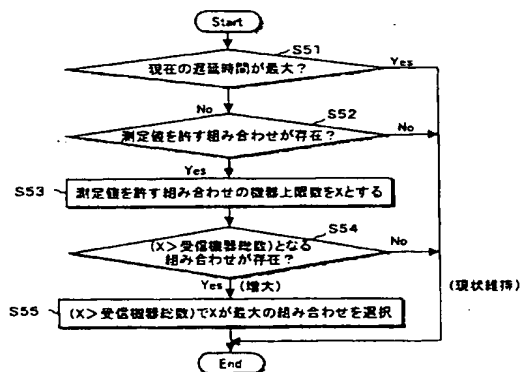 Start
S51
現在の遅延時間が最大?
Yes
No
S52
測定値を許す組み合わせが存在?
No
Yes
S53
測定値を許す組み合わせの機器上限数をXとする
S54
(X>受信機器総数)となる
組み合わせが存在?
No
Yes (増大)
(現状維持)
S55
(X>受信機器総数)でXが最大の組み合わせを選択
End